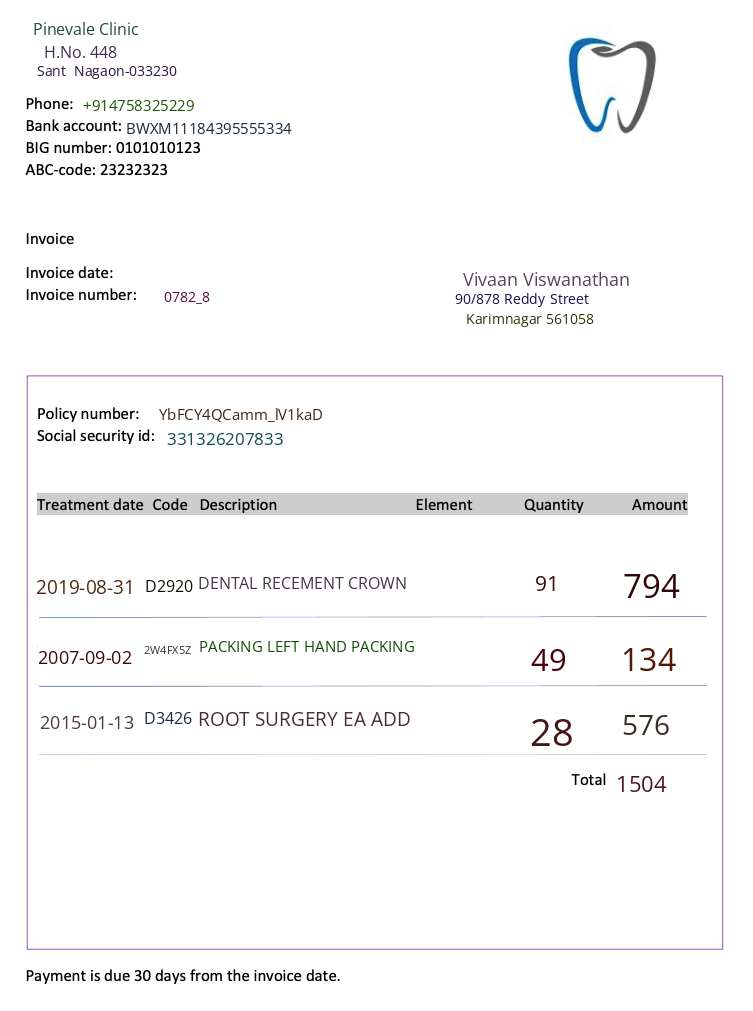 Pinevale Clinic
H.No. 448
Sant Nagaon-033230
Phone: +914758325229
Bank account: BWXM11184395555334
BIG number: 0101010123
ABC-code: 23232323
Invoice
Invoice date:
Invoice number: 0782_8
Vivaan Viswanathan
90/878 Reddy Street
Karimnagar 561058
Policy number: YbFCY4QCamm_lV1kaD
Social security id: 331326207833
Treatment date Code Description Element Quantity Amount
2019-08-31 D2920 DENTAL RECEMENT CROWN 91 794
2007-09-02 2W4FX5Z PACKING LEFT HAND PACKING 49 134
2015-01-13 D3426 ROOT SURGERY EA ADD 28 576
Total 1504
Payment is due 30 days from the invoice date.